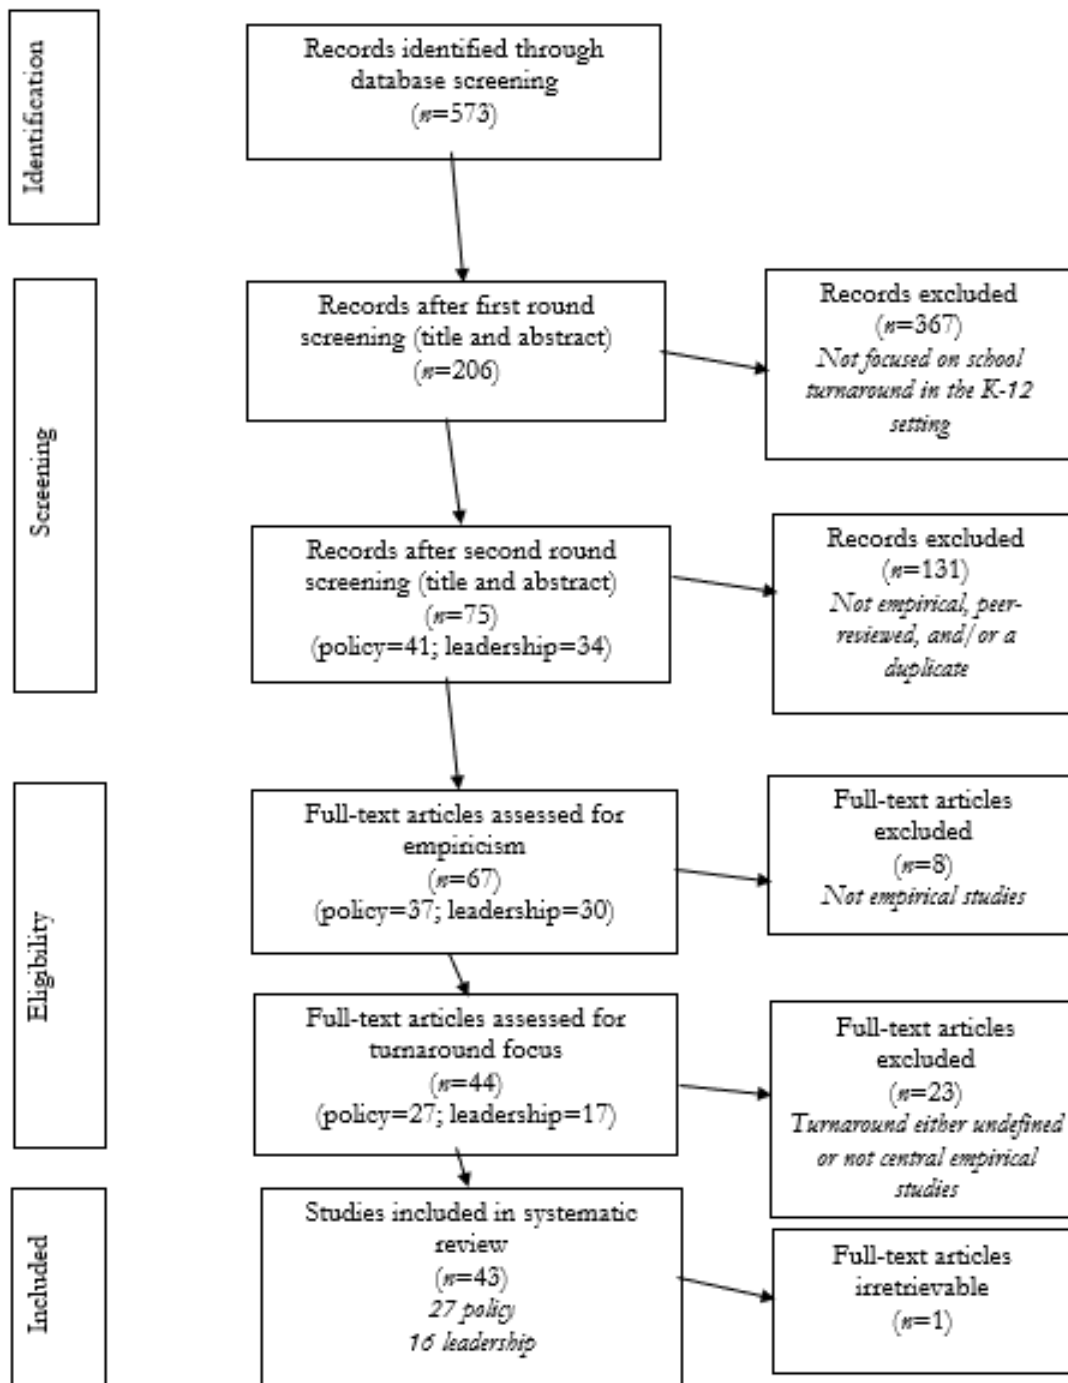 Identification
Records identified through
database screening
(n=573)
Screening
Records after first round
screening (title and abstract)
(n=206)
Records excluded
(n=367)
Not focused on school
turnaround in the K-12
setting
Records after second round
screening (title and abstract)
(n=75)
(policy=41; leadership=34)
Records excluded
(n=131)
Not empirical, peer-
reviewed, and/or a
duplicate
Eligibility
Full-text articles assessed for
empiricism
(n=67)
(policy=37; leadership=30)
Full-text articles
excluded
(n=8)
Not empirical studies
Full-text articles assessed for
turnaround focus
(n=44)
(policy=27; leadership=17)
Full-text articles
excluded
(n=23)
Turnaround either undefined
or not central empirical
studies
Included
Studies included in systematic
review
(n=43)
27 policy
16 leadership
Full-text articles
irretrievable
(n=1)